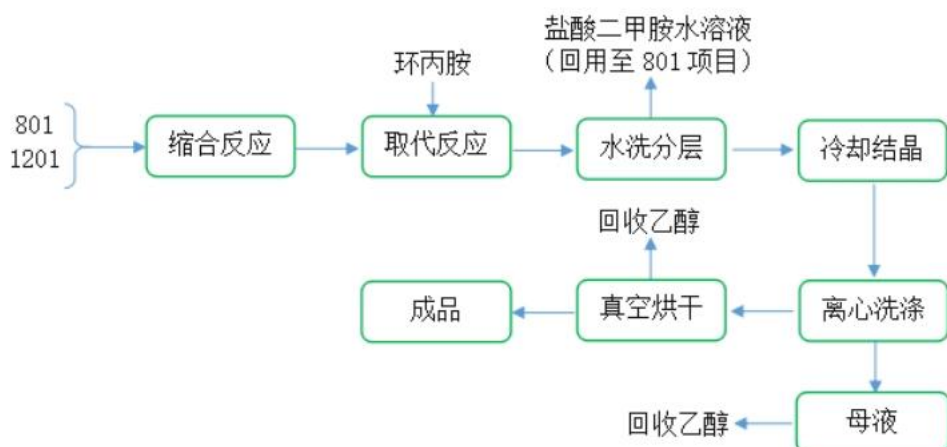 盐酸二甲胺水溶液
（回用至 801 项目）
环丙胺
801
1201
缩合反应
取代反应
水洗分层
冷却结晶
回收乙醇
成品
真空烘干
离心洗涤
回收乙醇
母液